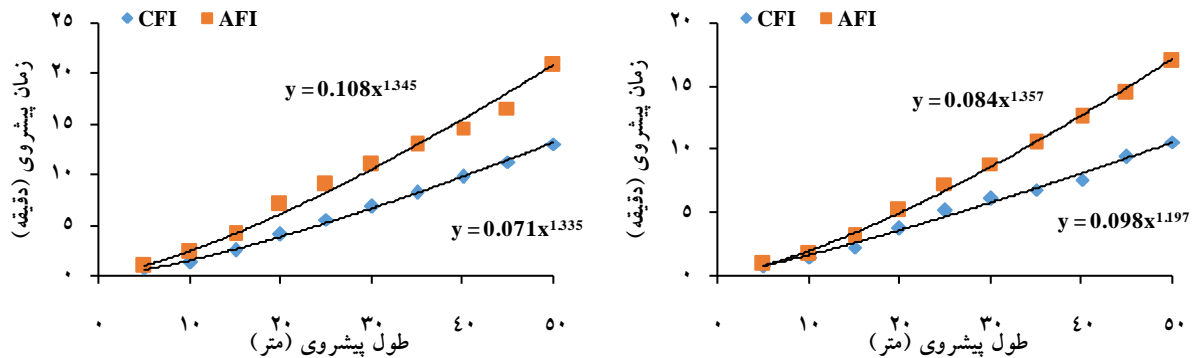 CFI AFI
۲۵
۲۰
۱۵
۱۰
۵
۰
زمان پیشروی (دقیقه)
y = 0.108x^1.345
y = 0.071x^1.335
۰ ۱۰ ۲۰ ۳۰ ۴۰ ۵۰
طول پیشروی (متر)
CFI AFI
۲۰
۱۵
۱۰
۵
۰
زمان پیشروی (دقیقه)
y = 0.084x^1.357
y = 0.098x^1.197
۰ ۱۰ ۲۰ ۳۰ ۴۰ ۵۰
طول پیشروی (متر)